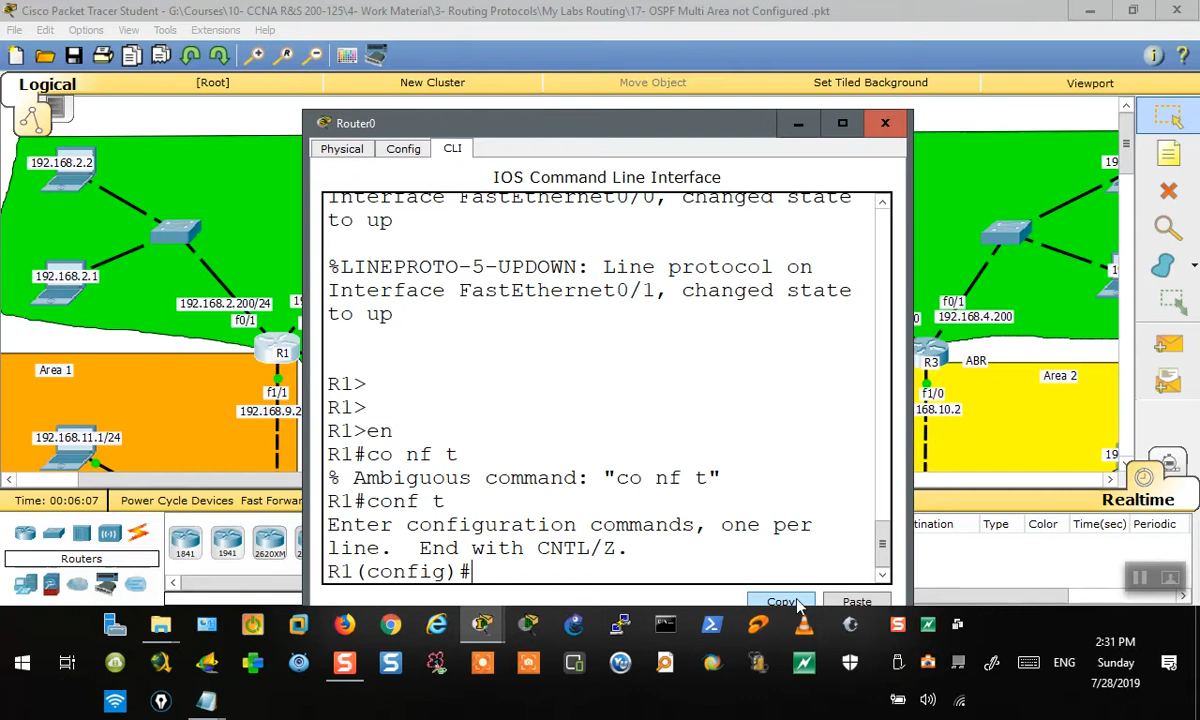 Cisco Packet Tracer Student - G:\Courses\10- CCNA R&S 200-125\4- Work Material\3- Routing Protocols\My Labs Routing\17- OSPF Multi Area not Configured .pkt
File Edit Options View Tools Extensions Help
Logical [Root] New Cluster Move Object Set Tiled Background Viewport
Router0
Physical Config CLI
IOS Command Line Interface
Interface FastEthernet0/0, changed state
to up
%LINEPROTO-5-UPDOWN: Line protocol on
Interface FastEthernet0/1, changed state
to up
R1>
R1>
R1>en
R1#co nf t
% Ambiguous command: "co nf t"
R1#conf t
Enter configuration commands, one per
line. End with CNTL/Z.
R1(config)#
Copy Paste
192.168.2.2
192.168.2.1
192.168.2.200/24
f0/1
R1
Area 1
f1/1
192.168.9.2
192.168.11.1/24
f0/1
192.168.4.200
R3
ABR
Area 2
f1/0
168.10.2
Time: 00:06:07 Power Cycle Devices Fast Forwar
Realtime
Routers
1841 1941 2620XM
tination Type Color Time(sec) Periodic
ENG
2:31 PM
Sunday
7/28/2019